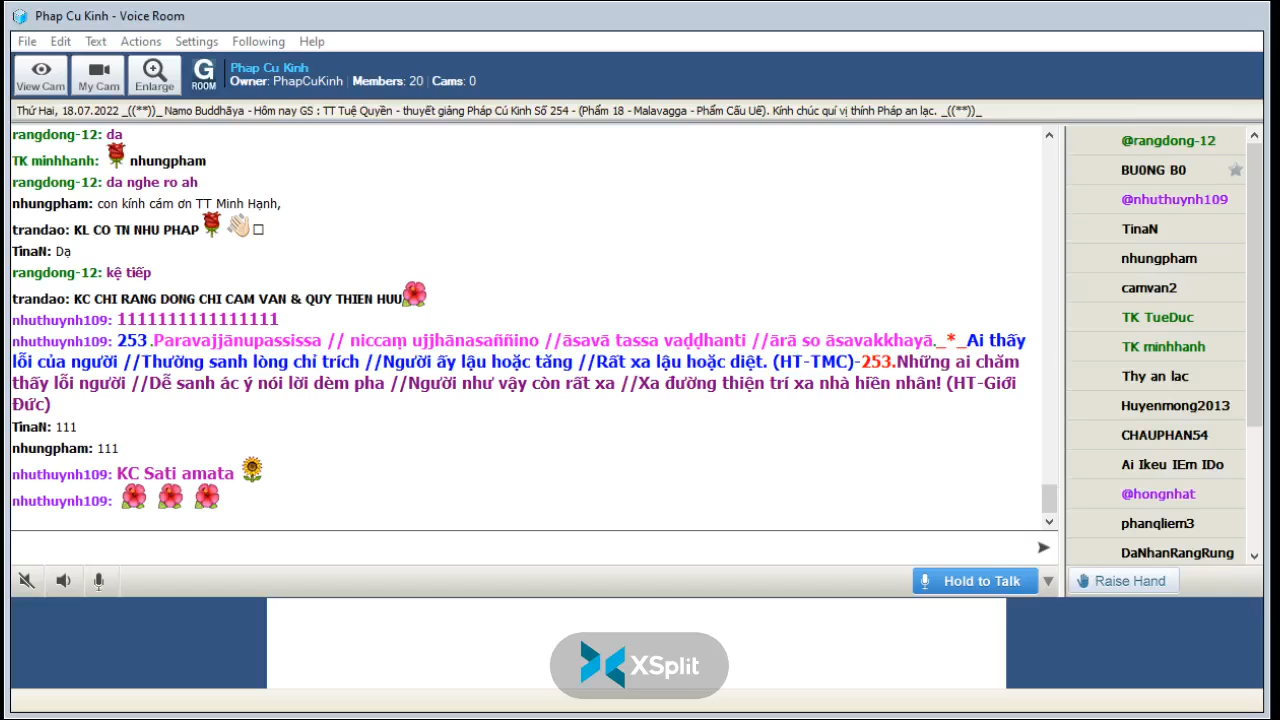 Phap Cu Kinh - Voice Room
File Edit Text Actions Settings Following Help
View Cam My Cam Enlarge G ROOM
Phap Cu Kinh
Owner: PhapCuKinh Members: 20 Cams: 0
Thứ Hai, 18.07.2022 _((**))_ Namo Buddhāya - Hôm nay GS : TT Tuệ Quyền - thuyết giảng Pháp Cú Kinh Số 254 - (Phẩm 18 - Malavagga - Phẩm Cấu Uế). Kính chúc quí vị thính Pháp an lạc. _((**))_
rangdong-12: da
TK minhhanh: nhungpham
rangdong-12: da nghe ro ah
nhungpham: con kính cám ơn TT Minh Hạnh,
trandao: KL CO TN NHU PHAP
TinaN: Dạ
rangdong-12: kệ tiếp
trandao: KC CHI RANG DONG CHI CAM VAN & QUY THIEN HUU
nhuthuynh109: 1111111111111111
nhuthuynh109: 253.Paravajjānupassissa // niccaṃ ujjhānasaññino //āsavā tassa vaḍḍhanti //ārā so āsavakkhayā._*_Ai thấy
lỗi của người //Thường sanh lòng chỉ trích //Người ấy lậu hoặc tăng //Rất xa lậu hoặc diệt. (HT-TMC)-253.Những ai chăm
thấy lỗi người //Dễ sanh ác ý nói lời dèm pha //Người như vậy còn rất xa //Xa đường thiện trí xa nhà hiền nhân! (HT-Giới
Đức)
TinaN: 111
nhungpham: 111
nhuthuynh109: KC Sati amata
nhuthuynh109:
@rangdong-12
BU0NG B0
@nhuthuynh109
TinaN
nhungpham
camvan2
TK TueDuc
TK minhhanh
Thy an lac
Huyenmong2013
CHAUPHAN54
Ai Ikeu IEm IDo
@hongnhat
phanqliem3
DaNhanRangRung
Hold to Talk
Raise Hand
XSplit